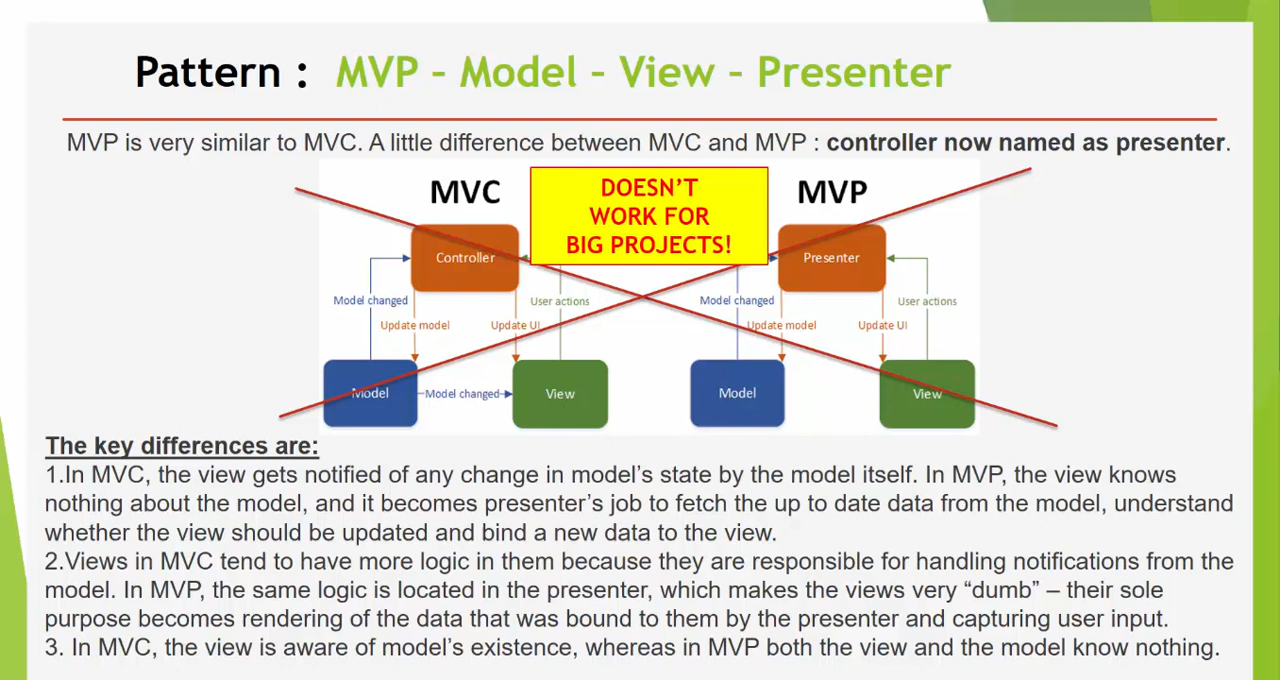 Pattern : MVP – Model – View – Presenter
MVP is very similar to MVC. A little difference between MVC and MVP : controller now named as presenter.
MVC
DOESN'T
WORK FOR
BIG PROJECTS!
MVP
Controller
Presenter
Model changed
User actions
Model changed
User actions
Update model
Update UI
Update model
Update UI
Model
Model changed
View
Model
View
The key differences are:
1.In MVC, the view gets notified of any change in model's state by the model itself. In MVP, the view knows
nothing about the model, and it becomes presenter's job to fetch the up to date data from the model, understand
whether the view should be updated and bind a new data to the view.
2.Views in MVC tend to have more logic in them because they are responsible for handling notifications from the
model. In MVP, the same logic is located in the presenter, which makes the views very “dumb” – their sole
purpose becomes rendering of the data that was bound to them by the presenter and capturing user input.
3. In MVC, the view is aware of model's existence, whereas in MVP both the view and the model know nothing.